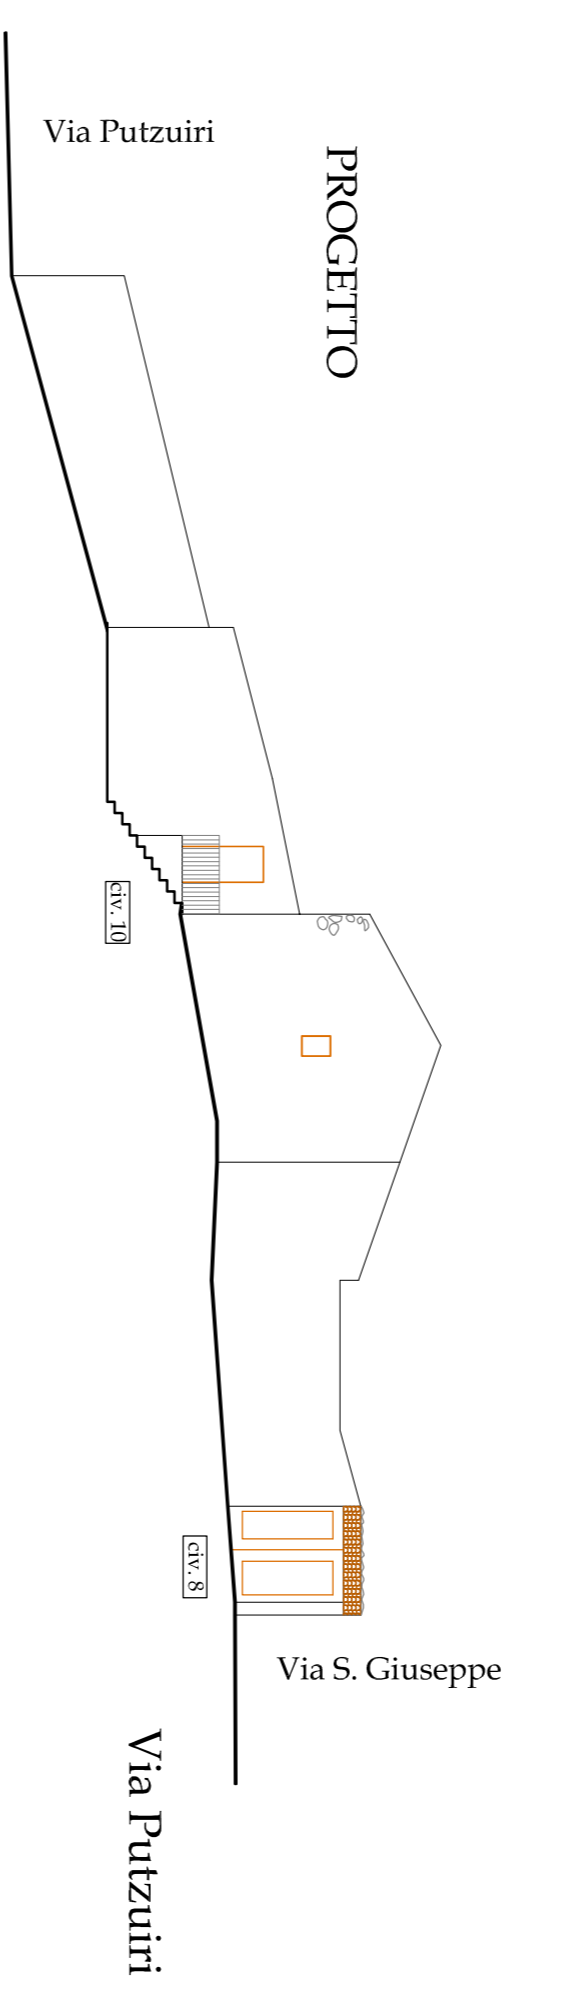 Via Putzuiri
PROGETTO
civ. 10
civ. 8
Via S. Giuseppe
Via Putzuiri